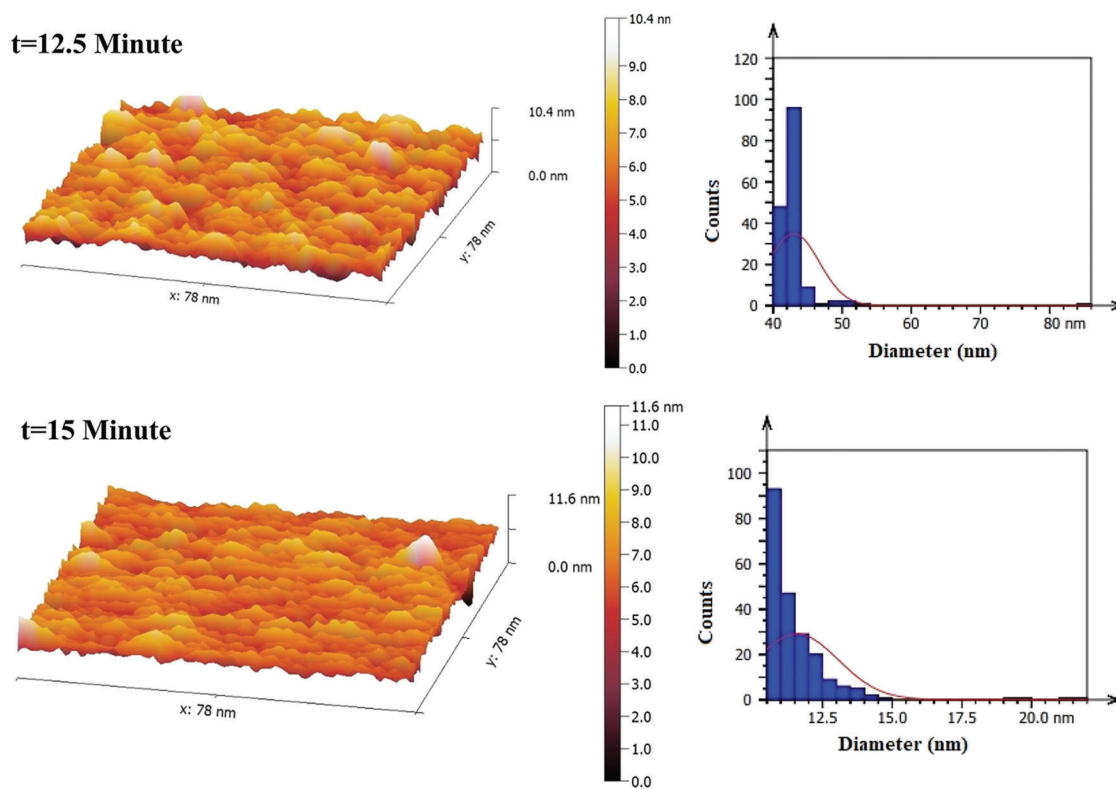 t=12.5 Minute
10.4 nm
0.0 nm
x: 78 nm
y: 78 nm
10.4 nm
9.0
8.0
7.0
6.0
5.0
4.0
3.0
2.0
1.0
0.0
120
100
80
60
40
20
0
Counts
40 50 60 70 80 nm
Diameter (nm)
t=15 Minute
11.6 nm
0.0 nm
x: 78 nm
y: 78 nm
11.6 nm
11.0
10.0
9.0
8.0
7.0
6.0
5.0
4.0
3.0
2.0
1.0
0.0
100
80
60
40
20
0
Counts
12.5 15.0 17.5 20.0 nm
Diameter (nm)